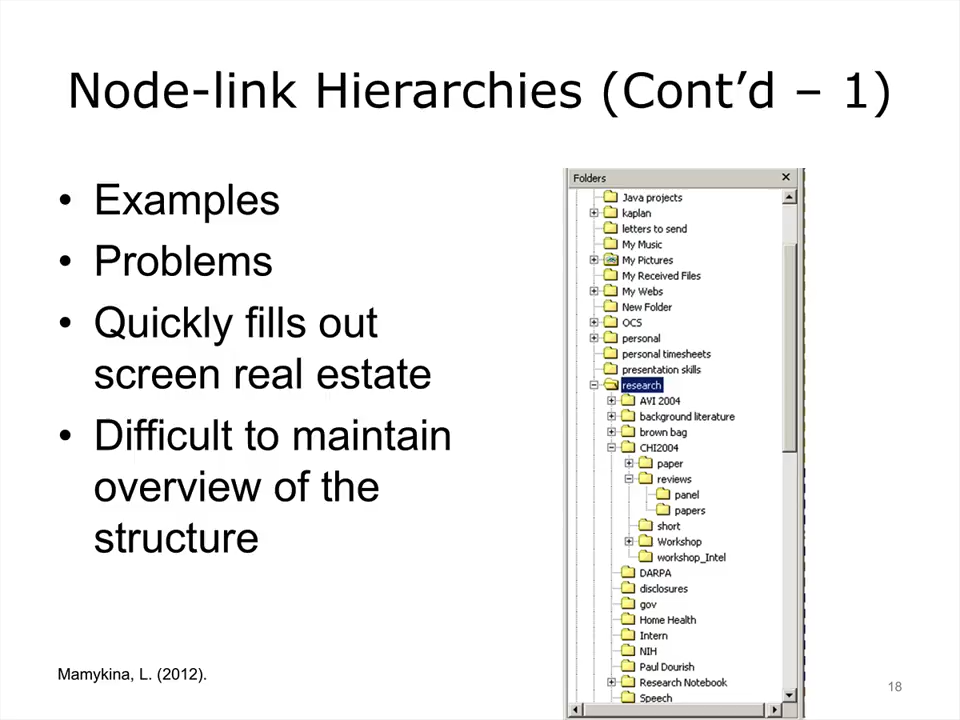 Node-link Hierarchies (Cont’d – 1)
• Examples
• Problems
• Quickly fills out
screen real estate
• Difficult to maintain
overview of the
structure
Folders
Java projects
kaplan
letters to send
My Music
My Pictures
My Received Files
My Webs
New Folder
OCS
personal
personal timesheets
presentation skills
research
AVI 2004
background literature
brown bag
CHI2004
paper
reviews
panel
papers
short
Workshop
workshop_Intel
DARPA
disclosures
gov
Home Health
Intern
NIH
Paul Dourish
Research Notebook
Speech
Mamykina, L. (2012).
18